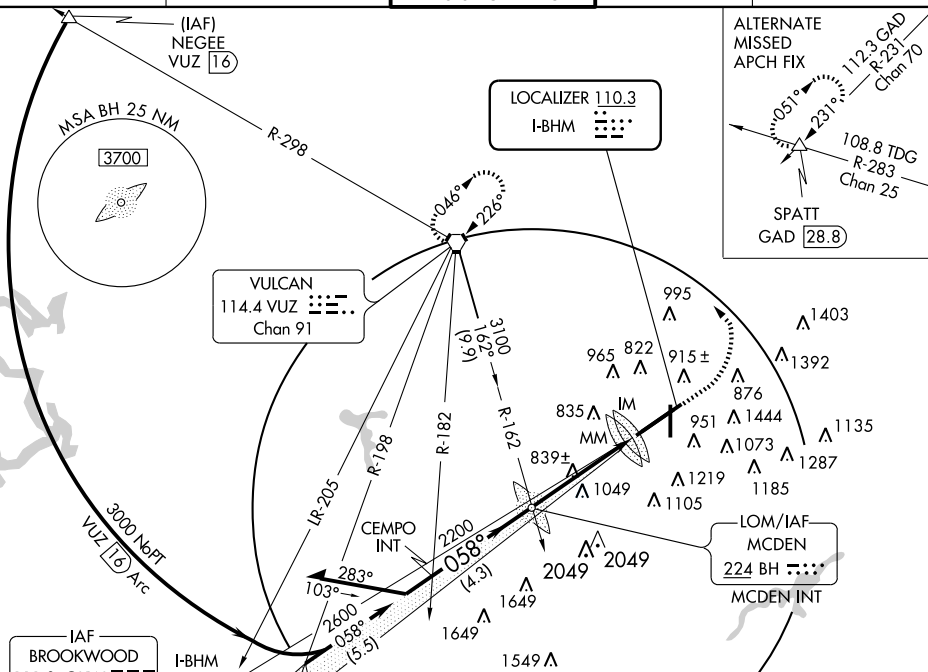 (IAF)
NEGEE
VUZ 16
MSA BH 25 NM
3700
R-298
LOCALIZER 110.3
I-BHM
ALTERNATE
MISSED
APCH FIX
112.3 GAD
R-231
Chan 70
051°
231°
108.8 TDG
R-283
Chan 25
SPATT
GAD 28.8
046°
226°
VULCAN
114.4 VUZ
Chan 91
3100
162°
(9.9)
R-162
R-182
R-198
LR-205
995
1403
965
822
915 ±
1392
876
835
IM
MM
951
1444
1135
1073
1287
839±
1049
1219
1185
1105
3000 NoPT
VUZ 16 Arc
CEMPO
INT
2200
058°
(4.3)
LOM/IAF
MCDEN
224 BH
MCDEN INT
2049
2049
283°
103°
1649
2600
058°
(5.5)
1649
IAF
BROOKWOOD
I-BHM
1549